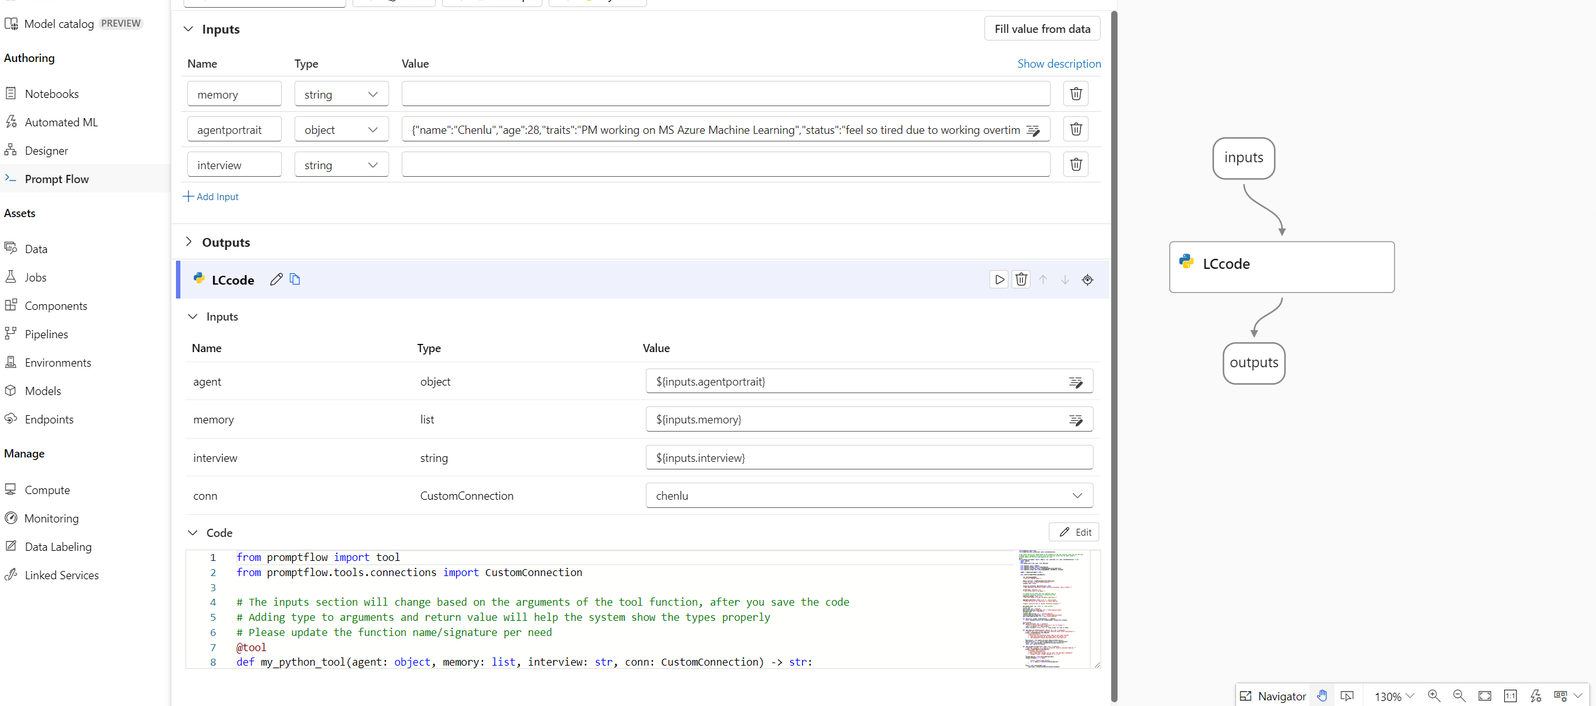 Model catalog PREVIEW
Authoring
Notebooks
Automated ML
Designer
Prompt Flow
Assets
Data
Jobs
Components
Pipelines
Environments
Models
Endpoints
Manage
Compute
Monitoring
Data Labeling
Linked Services
Inputs
Fill value from data
Name Type Value Show description
memory string
agentportrait object {"name":"Chenlu","age":28,"traits":"PM working on MS Azure Machine Learning","status":"feel so tired due to working overtim
interview string
Add Input
Outputs
LCcode
Inputs
Name Type Value
agent object ${inputs.agentportrait}
memory list ${inputs.memory}
interview string ${inputs.interview}
conn CustomConnection chenlu
Code Edit
1 from promptflow import tool
2 from promptflow.tools.connections import CustomConnection
3
4 # The inputs section will change based on the arguments of the tool function, after you save the code
5 # Adding type to arguments and return value will help the system show the types properly
6 # Please update the function name/signature per need
7 @tool
8 def my_python_tool(agent: object, memory: list, interview: str, conn: CustomConnection) -> str:
inputs
LCcode
outputs
Navigator 130% 1:1